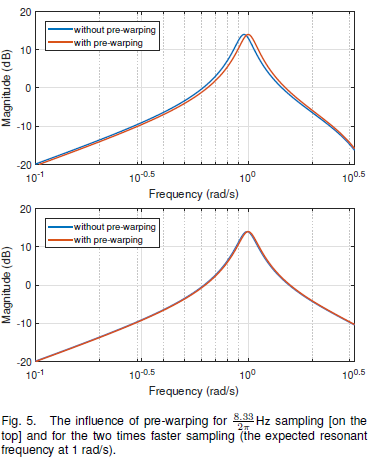 20
10
0
-10
-20
Magnitude (dB)
without pre-warping
with pre-warping
10^-1
10^-0.5
10^0
10^0.5
Frequency (rad/s)
20
10
0
-10
-20
Magnitude (dB)
without pre-warping
with pre-warping
10^-1
10^-0.5
10^0
10^0.5
Frequency (rad/s)
Fig. 5. The influence of pre-warping for 8.33/2π Hz sampling [on the
top] and for the two times faster sampling (the expected resonant
frequency at 1 rad/s).